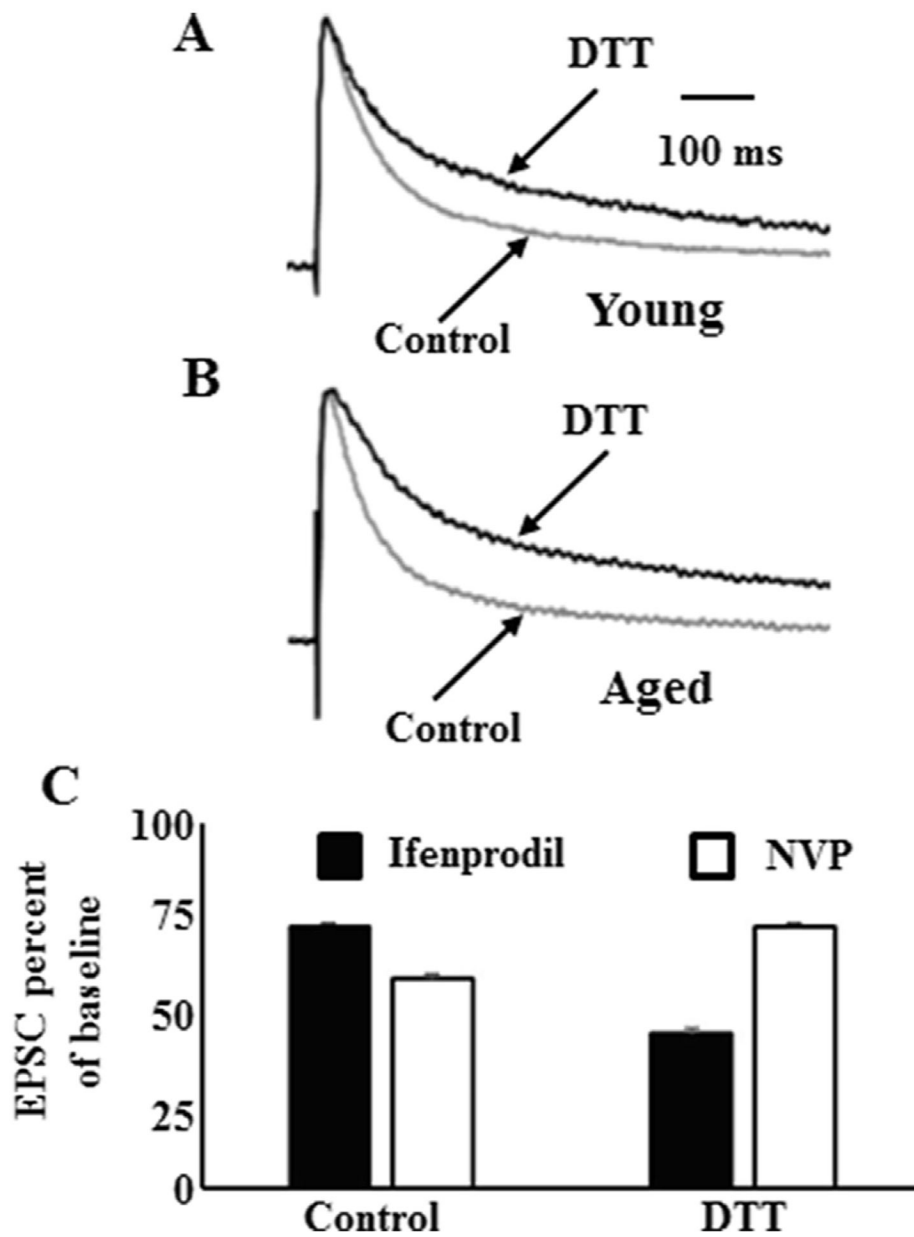 A
DTT
100 ms
Control
Young
B
DTT
Control
Aged
C
EPSC percent
of baseline
100
75
50
25
0
Ifenprodil
NVP
Control
DTT